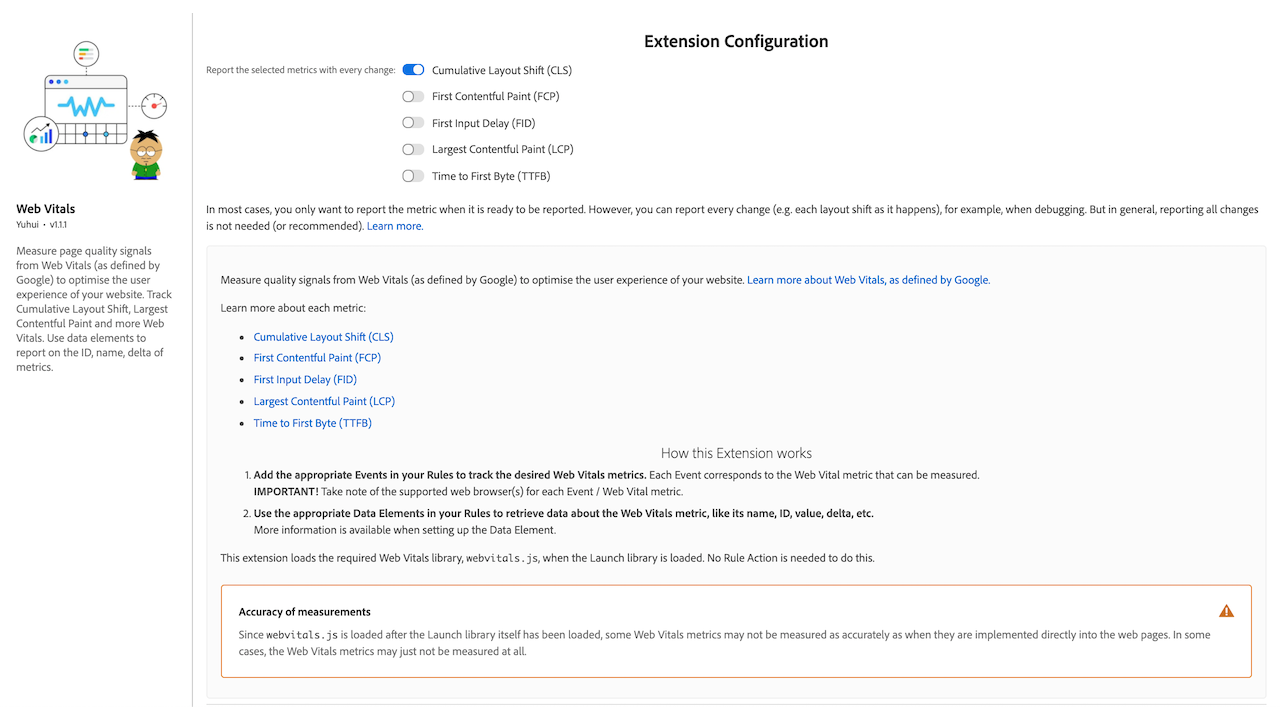 Extension Configuration
Report the selected metrics with every change:
Cumulative Layout Shift (CLS)
First Contentful Paint (FCP)
First Input Delay (FID)
Largest Contentful Paint (LCP)
Time to First Byte (TTFB)
Web Vitals
Yuhui • v1.1.1
Measure page quality signals
from Web Vitals (as defined by
Google) to optimise the user
experience of your website. Track
Cumulative Layout Shift, Largest
Contentful Paint and more Web
Vitals. Use data elements to
report on the ID, name, delta of
metrics.
In most cases, you only want to report the metric when it is ready to be reported. However, you can report every change (e.g. each layout shift as it happens), for example, when debugging. But in general, reporting all changes
is not needed (or recommended). Learn more.
Measure quality signals from Web Vitals (as defined by Google) to optimise the user experience of your website. Learn more about Web Vitals, as defined by Google.
Learn more about each metric:
• Cumulative Layout Shift (CLS)
• First Contentful Paint (FCP)
• First Input Delay (FID)
• Largest Contentful Paint (LCP)
• Time to First Byte (TTFB)
How this Extension works
1. Add the appropriate Events in your Rules to track the desired Web Vitals metrics. Each Event corresponds to the Web Vital metric that can be measured.
IMPORTANT! Take note of the supported web browser(s) for each Event / Web Vital metric.
2. Use the appropriate Data Elements in your Rules to retrieve data about the Web Vitals metric, like its name, ID, value, delta, etc.
More information is available when setting up the Data Element.
This extension loads the required Web Vitals library, webvitals.js, when the Launch library is loaded. No Rule Action is needed to do this.
Accuracy of measurements
Since webvitals.js is loaded after the Launch library itself has been loaded, some Web Vitals metrics may not be measured as accurately as when they are implemented directly into the web pages. In some
cases, the Web Vitals metrics may just not be measured at all.